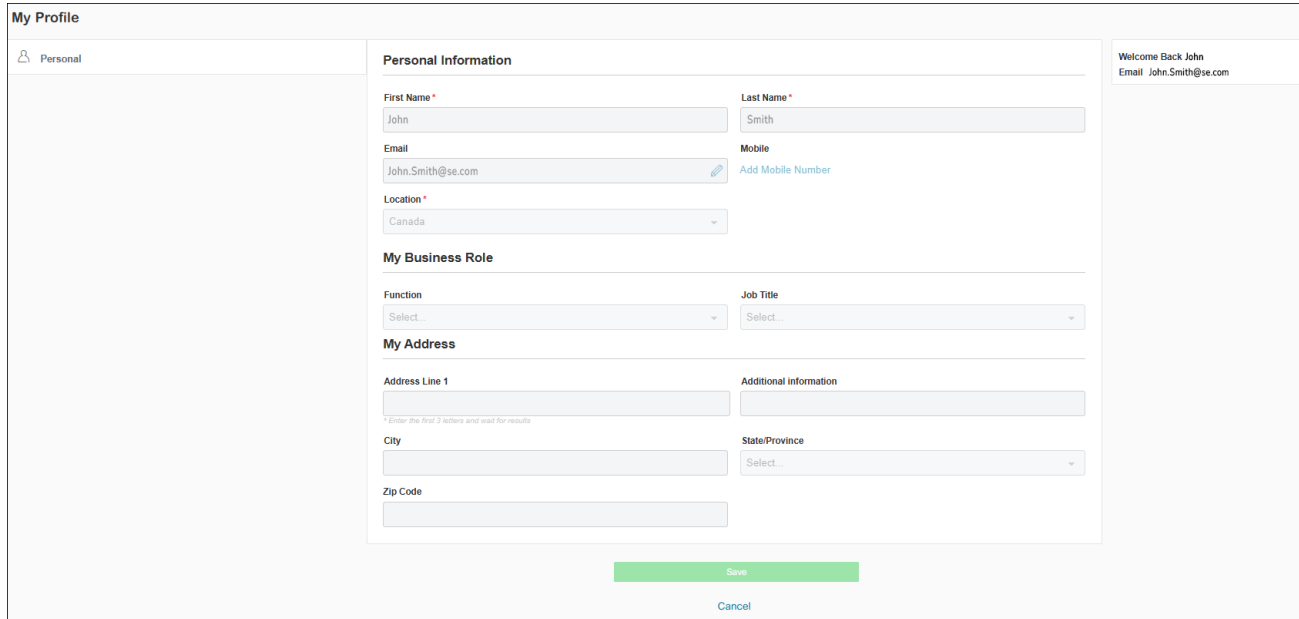 My Profile
Personal
Personal Information
Welcome Back John
Email John.Smith@se.com
First Name *
Last Name *
John
Smith
Email
Mobile
John.Smith@se.com
Add Mobile Number
Location *
Canada
My Business Role
Function
Job Title
Select...
Select...
My Address
Address Line 1
Additional information
* Enter the first 3 letters and wait for results
City
State/Province
Select...
Zip Code
Save
Cancel